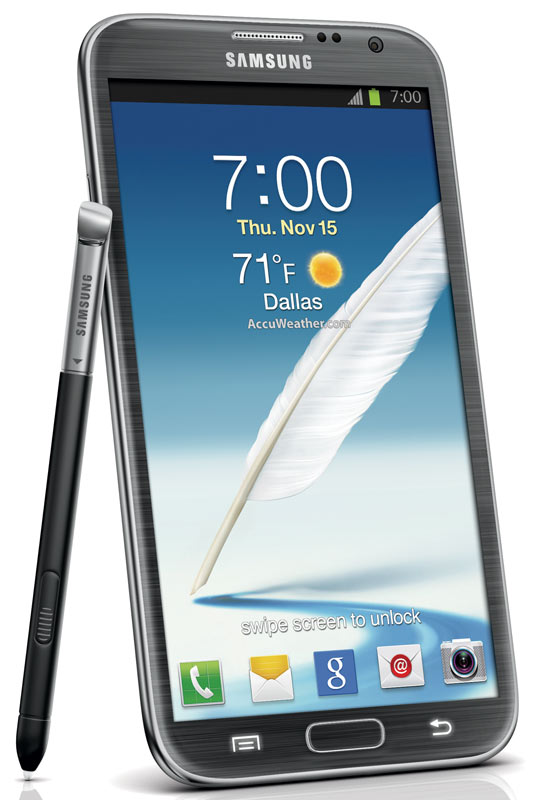 SAMSUNG
7:00
7:00
Thu. Nov 15
71°F
Dallas
AccuWeather.com
SAMSUNG
swipe screen to unlock
g
@